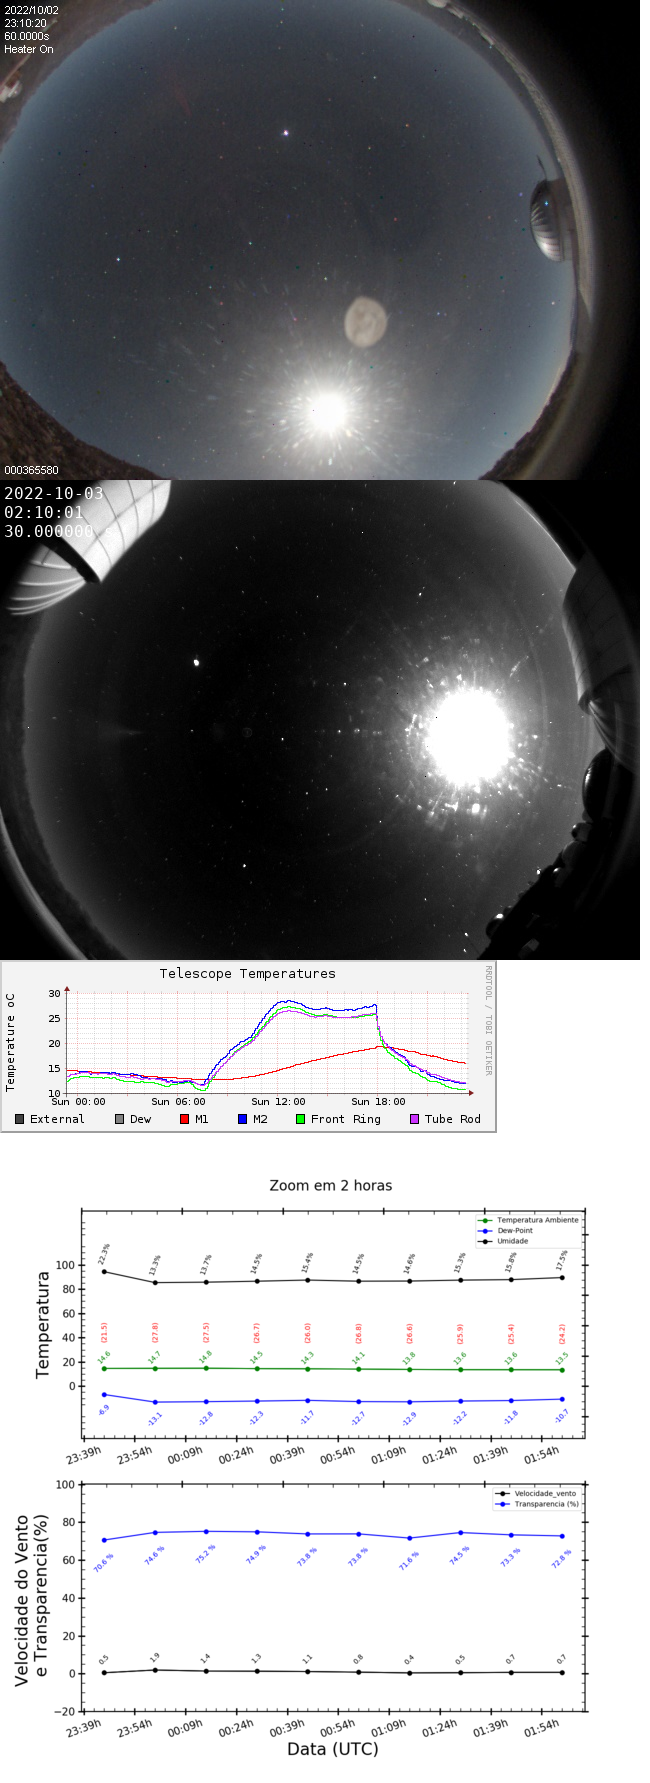 2022/10/02
23:10:20
60.0000s
Heater On
000365580
2022-10-03
02:10:01
30.000000 s
Telescope Temperatures
RRDTOOL / TOBI OETIKER
Temperature oC
30
25
20
15
10
Sun 00:00 Sun 06:00 Sun 12:00 Sun 18:00
External Dew M1 M2 Front Ring Tube Rod
Zoom em 2 horas
Temperatura Ambiente
Dew-Point
Umidade
Temperatura
100
80
60
40
20
0
22.3% 13.3% 13.7% 14.5% 15.4% 14.5% 14.6% 15.3% 15.8% 17.5%
(21.5) (27.8) (27.5) (26.7) (26.0) (26.8) (26.6) (25.9) (25.4) (24.2)
14.6 14.7 14.8 14.5 14.3 14.1 13.8 13.6 13.6 13.5
-6.9 -13.1 -12.8 -12.3 -11.7 -12.7 -12.9 -12.2 -11.8 -10.7
23:39h 23:54h 00:09h 00:24h 00:39h 00:54h 01:09h 01:24h 01:39h 01:54h
Velocidade_vento
Transparencia (%)
Velocidade do Vento
e Transparencia(%)
100
80
60
40
20
0
−20
70.6 % 74.6 % 75.2 % 74.9 % 73.8 % 73.8 % 71.6 % 74.5 % 73.3 % 72.8 %
0.5 1.9 1.4 1.3 1.1 0.8 0.4 0.5 0.7 0.7
23:39h 23:54h 00:09h 00:24h 00:39h 00:54h 01:09h 01:24h 01:39h 01:54h
Data (UTC)